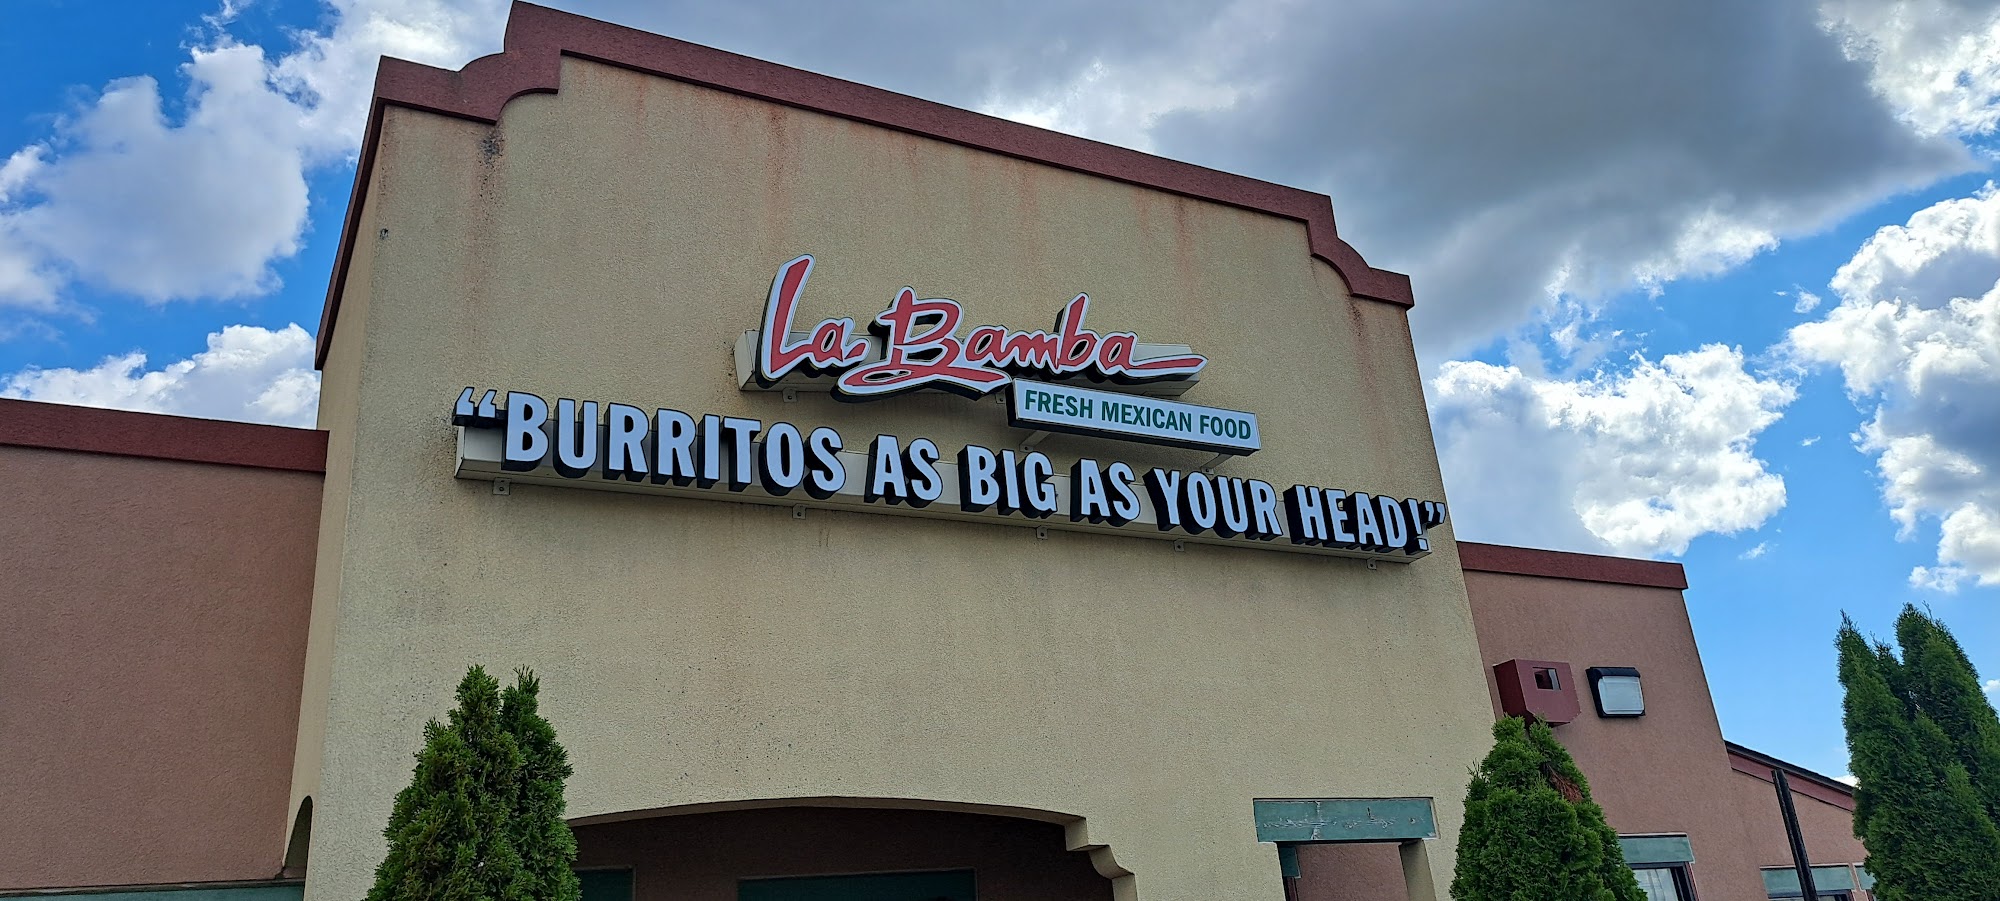 La Bamba
FRESH MEXICAN FOOD
“BURRITOS AS BIG AS YOUR HEAD!”